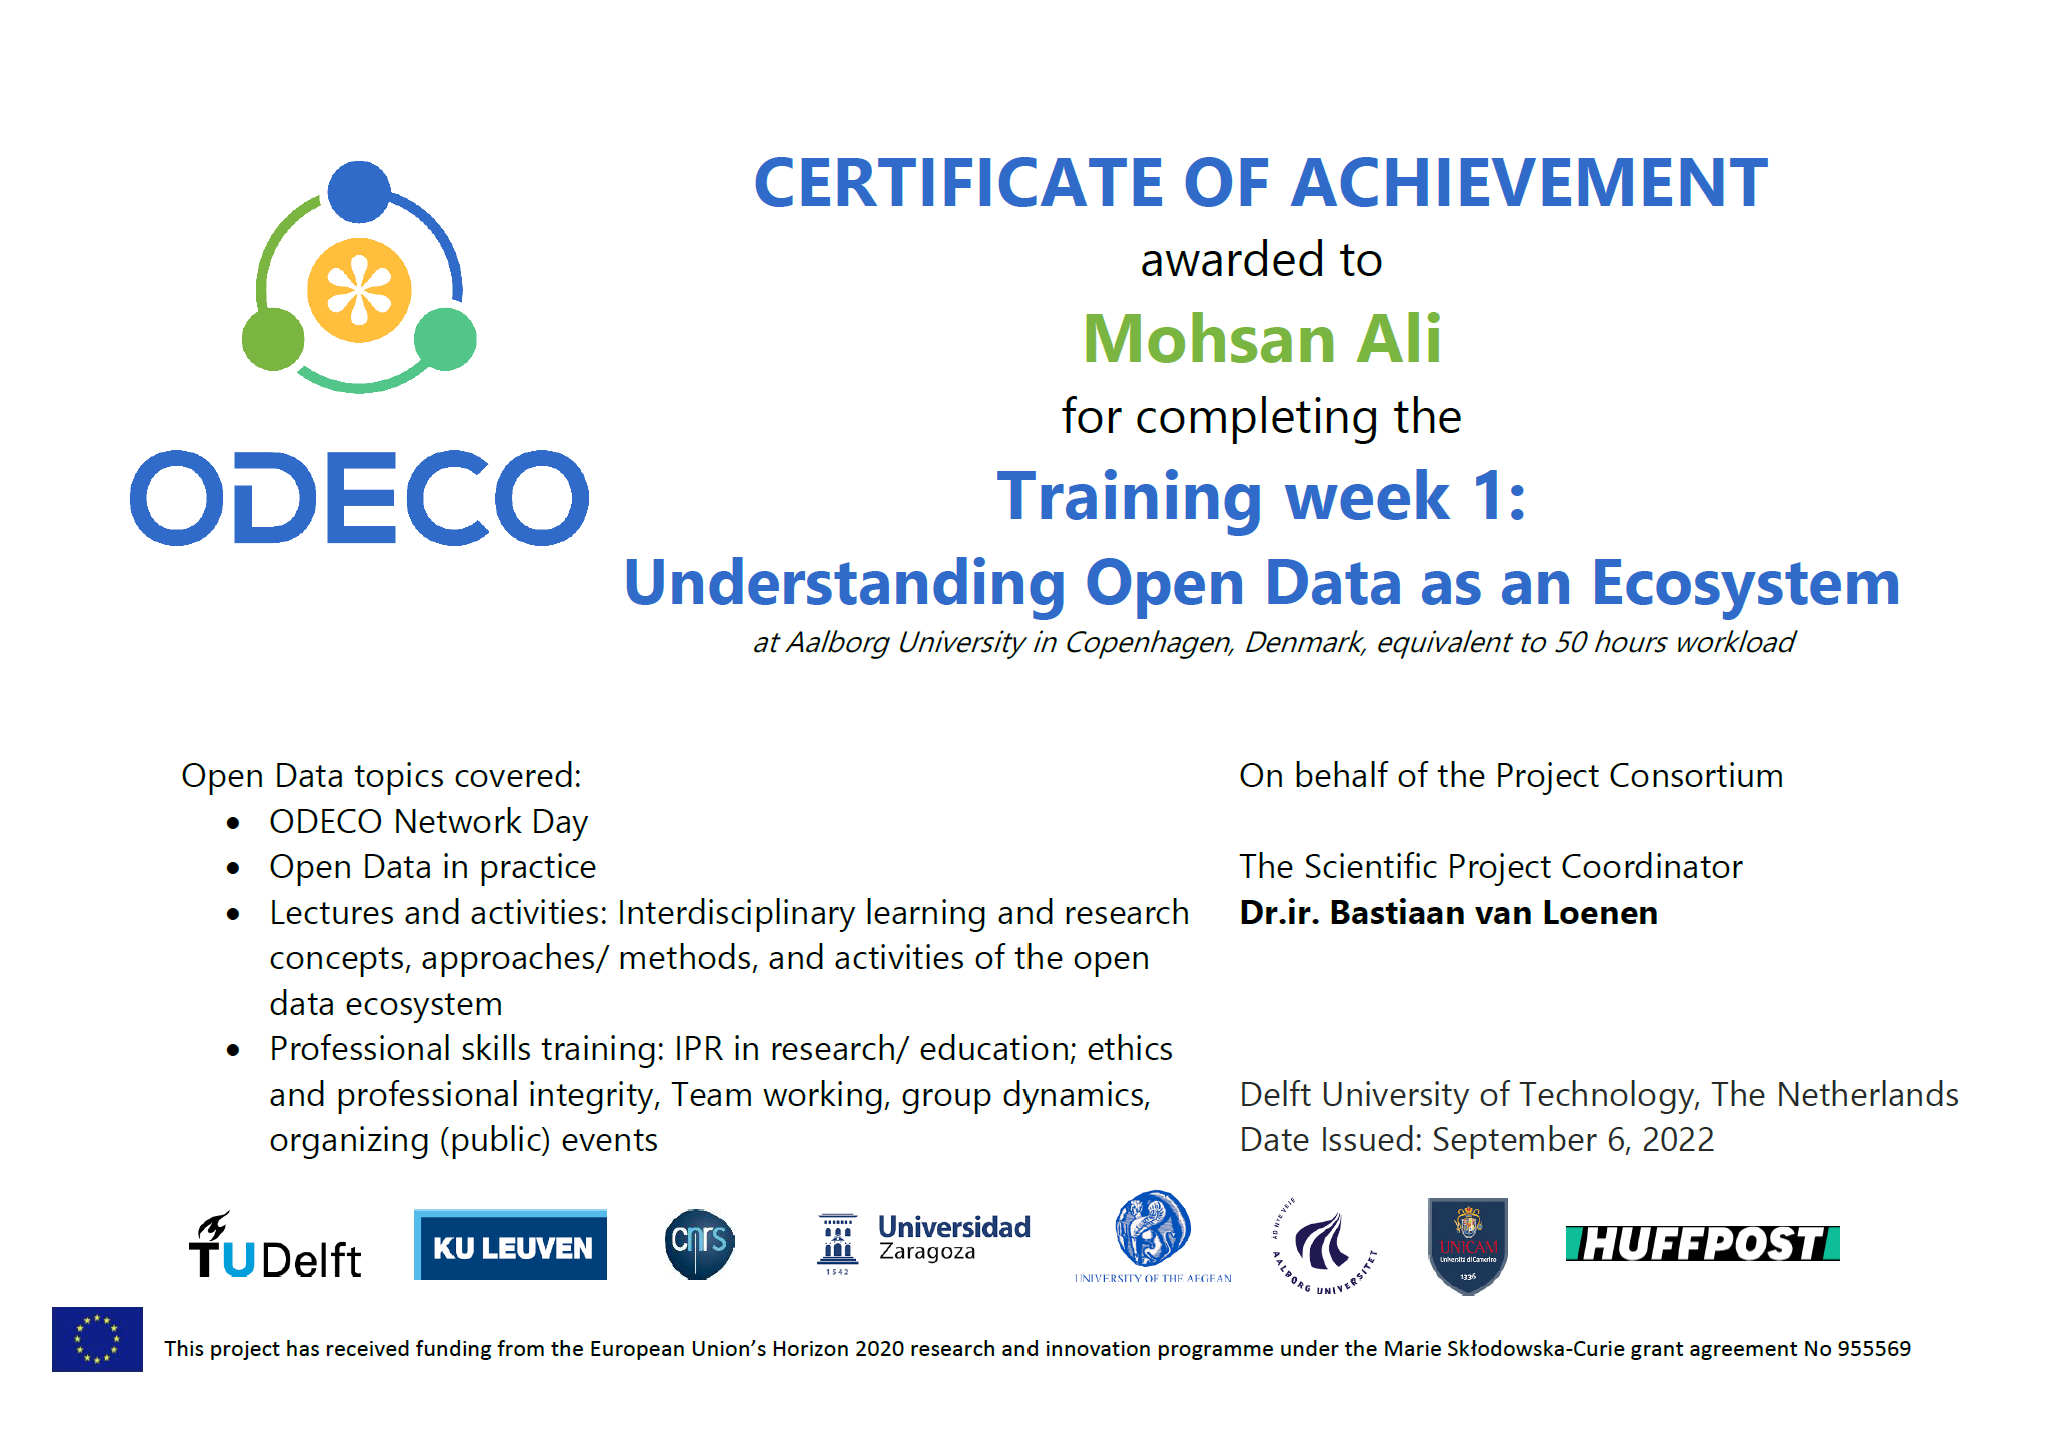 CERTIFICATE OF ACHIEVEMENT
awarded to
Mohsan Ali
for completing the
Training week 1:
Understanding Open Data as an Ecosystem
at Aalborg University in Copenhagen, Denmark, equivalent to 50 hours workload
ODECO
Open Data topics covered:
• ODECO Network Day
• Open Data in practice
• Lectures and activities: Interdisciplinary learning and research
concepts, approaches/ methods, and activities of the open
data ecosystem
• Professional skills training: IPR in research/ education; ethics
and professional integrity, Team working, group dynamics,
organizing (public) events
On behalf of the Project Consortium
The Scientific Project Coordinator
Dr.ir. Bastiaan van Loenen
Delft University of Technology, The Netherlands
Date Issued: September 6, 2022
TU Delft
KU LEUVEN
cnrs
1542
Universidad
Zaragoza
UNIVERSITY OF THE AEGEAN
AD NYE VEJE
AALBORG UNIVERSITET
UNICAM
Università di Camerino
1336
HUFFPOST
This project has received funding from the European Union’s Horizon 2020 research and innovation programme under the Marie Skłodowska-Curie grant agreement No 955569